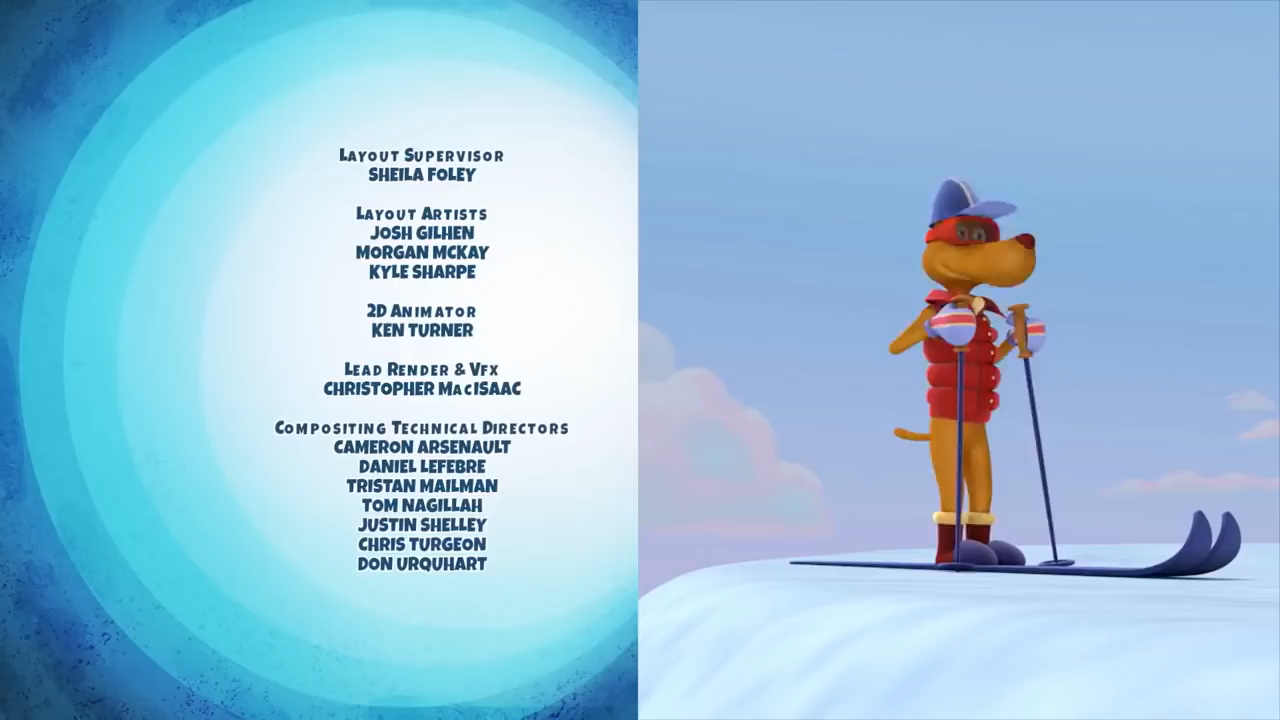 Layout Supervisor
SHEILA FOLEY
Layout Artists
JOSH GILHEN
MORGAN MCKAY
KYLE SHARPE
2D Animator
KEN TURNER
Lead Render & Vfx
CHRISTOPHER MacISAAC
Compositing Technical Directors
CAMERON ARSENAULT
DANIEL LEFEBRE
TRISTAN MAILMAN
TOM NAGILLAH
JUSTIN SHELLEY
CHRIS TURGEON
DON URQUHART